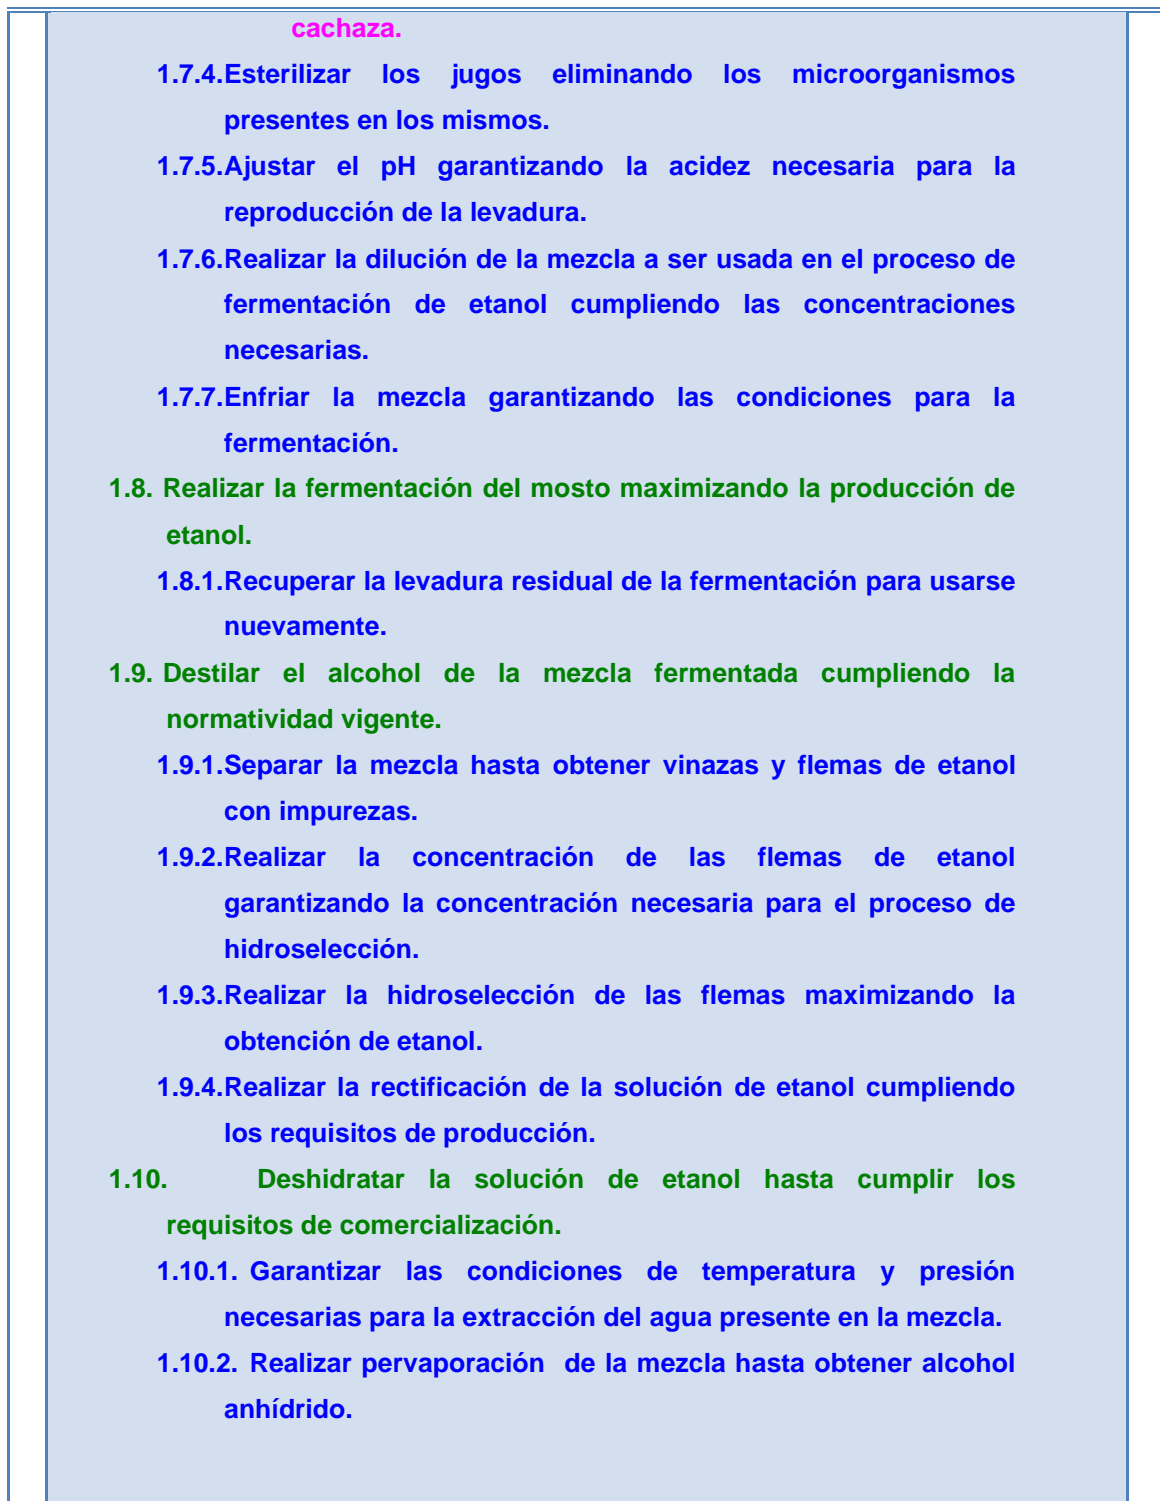 cachaza.
1.7.4.Esterilizar los jugos eliminando los microorganismos
presentes en los mismos.
1.7.5.Ajustar el pH garantizando la acidez necesaria para la
reproducción de la levadura.
1.7.6.Realizar la dilución de la mezcla a ser usada en el proceso de
fermentación de etanol cumpliendo las concentraciones
necesarias.
1.7.7.Enfriar la mezcla garantizando las condiciones para la
fermentación.
1.8. Realizar la fermentación del mosto maximizando la producción de
etanol.
1.8.1.Recuperar la levadura residual de la fermentación para usarse
nuevamente.
1.9. Destilar el alcohol de la mezcla fermentada cumpliendo la
normatividad vigente.
1.9.1.Separar la mezcla hasta obtener vinazas y flemas de etanol
con impurezas.
1.9.2.Realizar la concentración de las flemas de etanol
garantizando la concentración necesaria para el proceso de
hidroselección.
1.9.3.Realizar la hidroselección de las flemas maximizando la
obtención de etanol.
1.9.4.Realizar la rectificación de la solución de etanol cumpliendo
los requisitos de producción.
1.10. Deshidratar la solución de etanol hasta cumplir los
requisitos de comercialización.
1.10.1. Garantizar las condiciones de temperatura y presión
necesarias para la extracción del agua presente en la mezcla.
1.10.2. Realizar pervaporación de la mezcla hasta obtener alcohol
anhídrido.